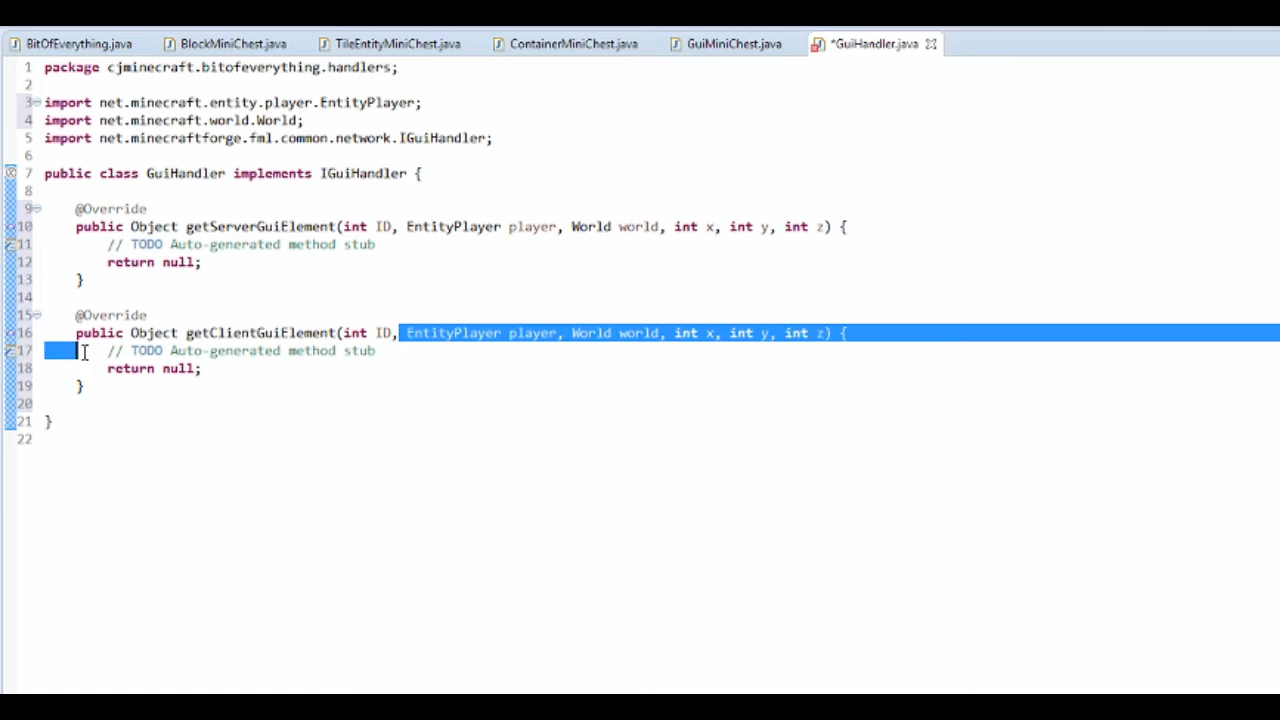 BitOfEverything.java BlockMiniChest.java TileEntityMiniChest.java ContainerMiniChest.java GuiMiniChest.java *GuiHandler.java
1 package cjminecraft.bitofeverything.handlers;
2
3 import net.minecraft.entity.player.EntityPlayer;
4 import net.minecraft.world.World;
5 import net.minecraftforge.fml.common.network.IGuiHandler;
6
7 public class GuiHandler implements IGuiHandler {
8
9 @Override
10 public Object getServerGuiElement(int ID, EntityPlayer player, World world, int x, int y, int z) {
11 // TODO Auto-generated method stub
12 return null;
13 }
14
15 @Override
16 public Object getClientGuiElement(int ID, EntityPlayer player, World world, int x, int y, int z) {
17 // TODO Auto-generated method stub
18 return null;
19 }
20
21 }
22